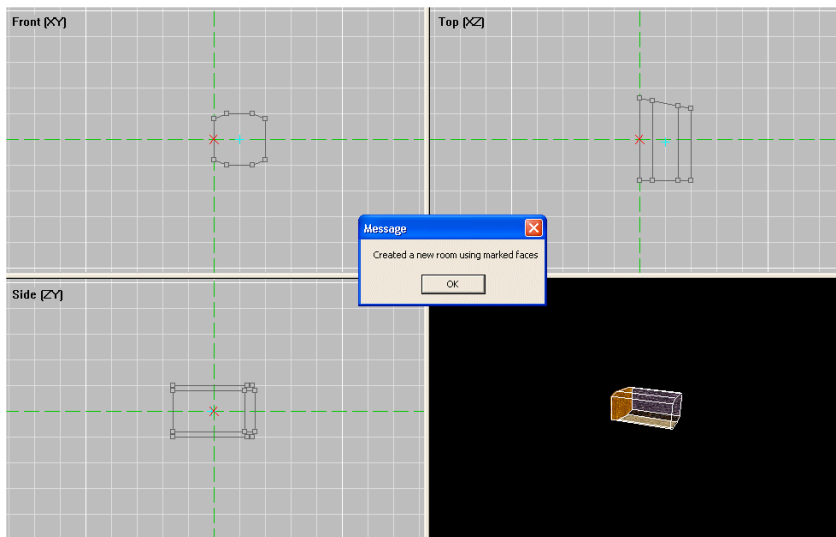 Front (XY)
Top (XZ)
Message
Created a new room using marked faces
OK
Side (ZY)